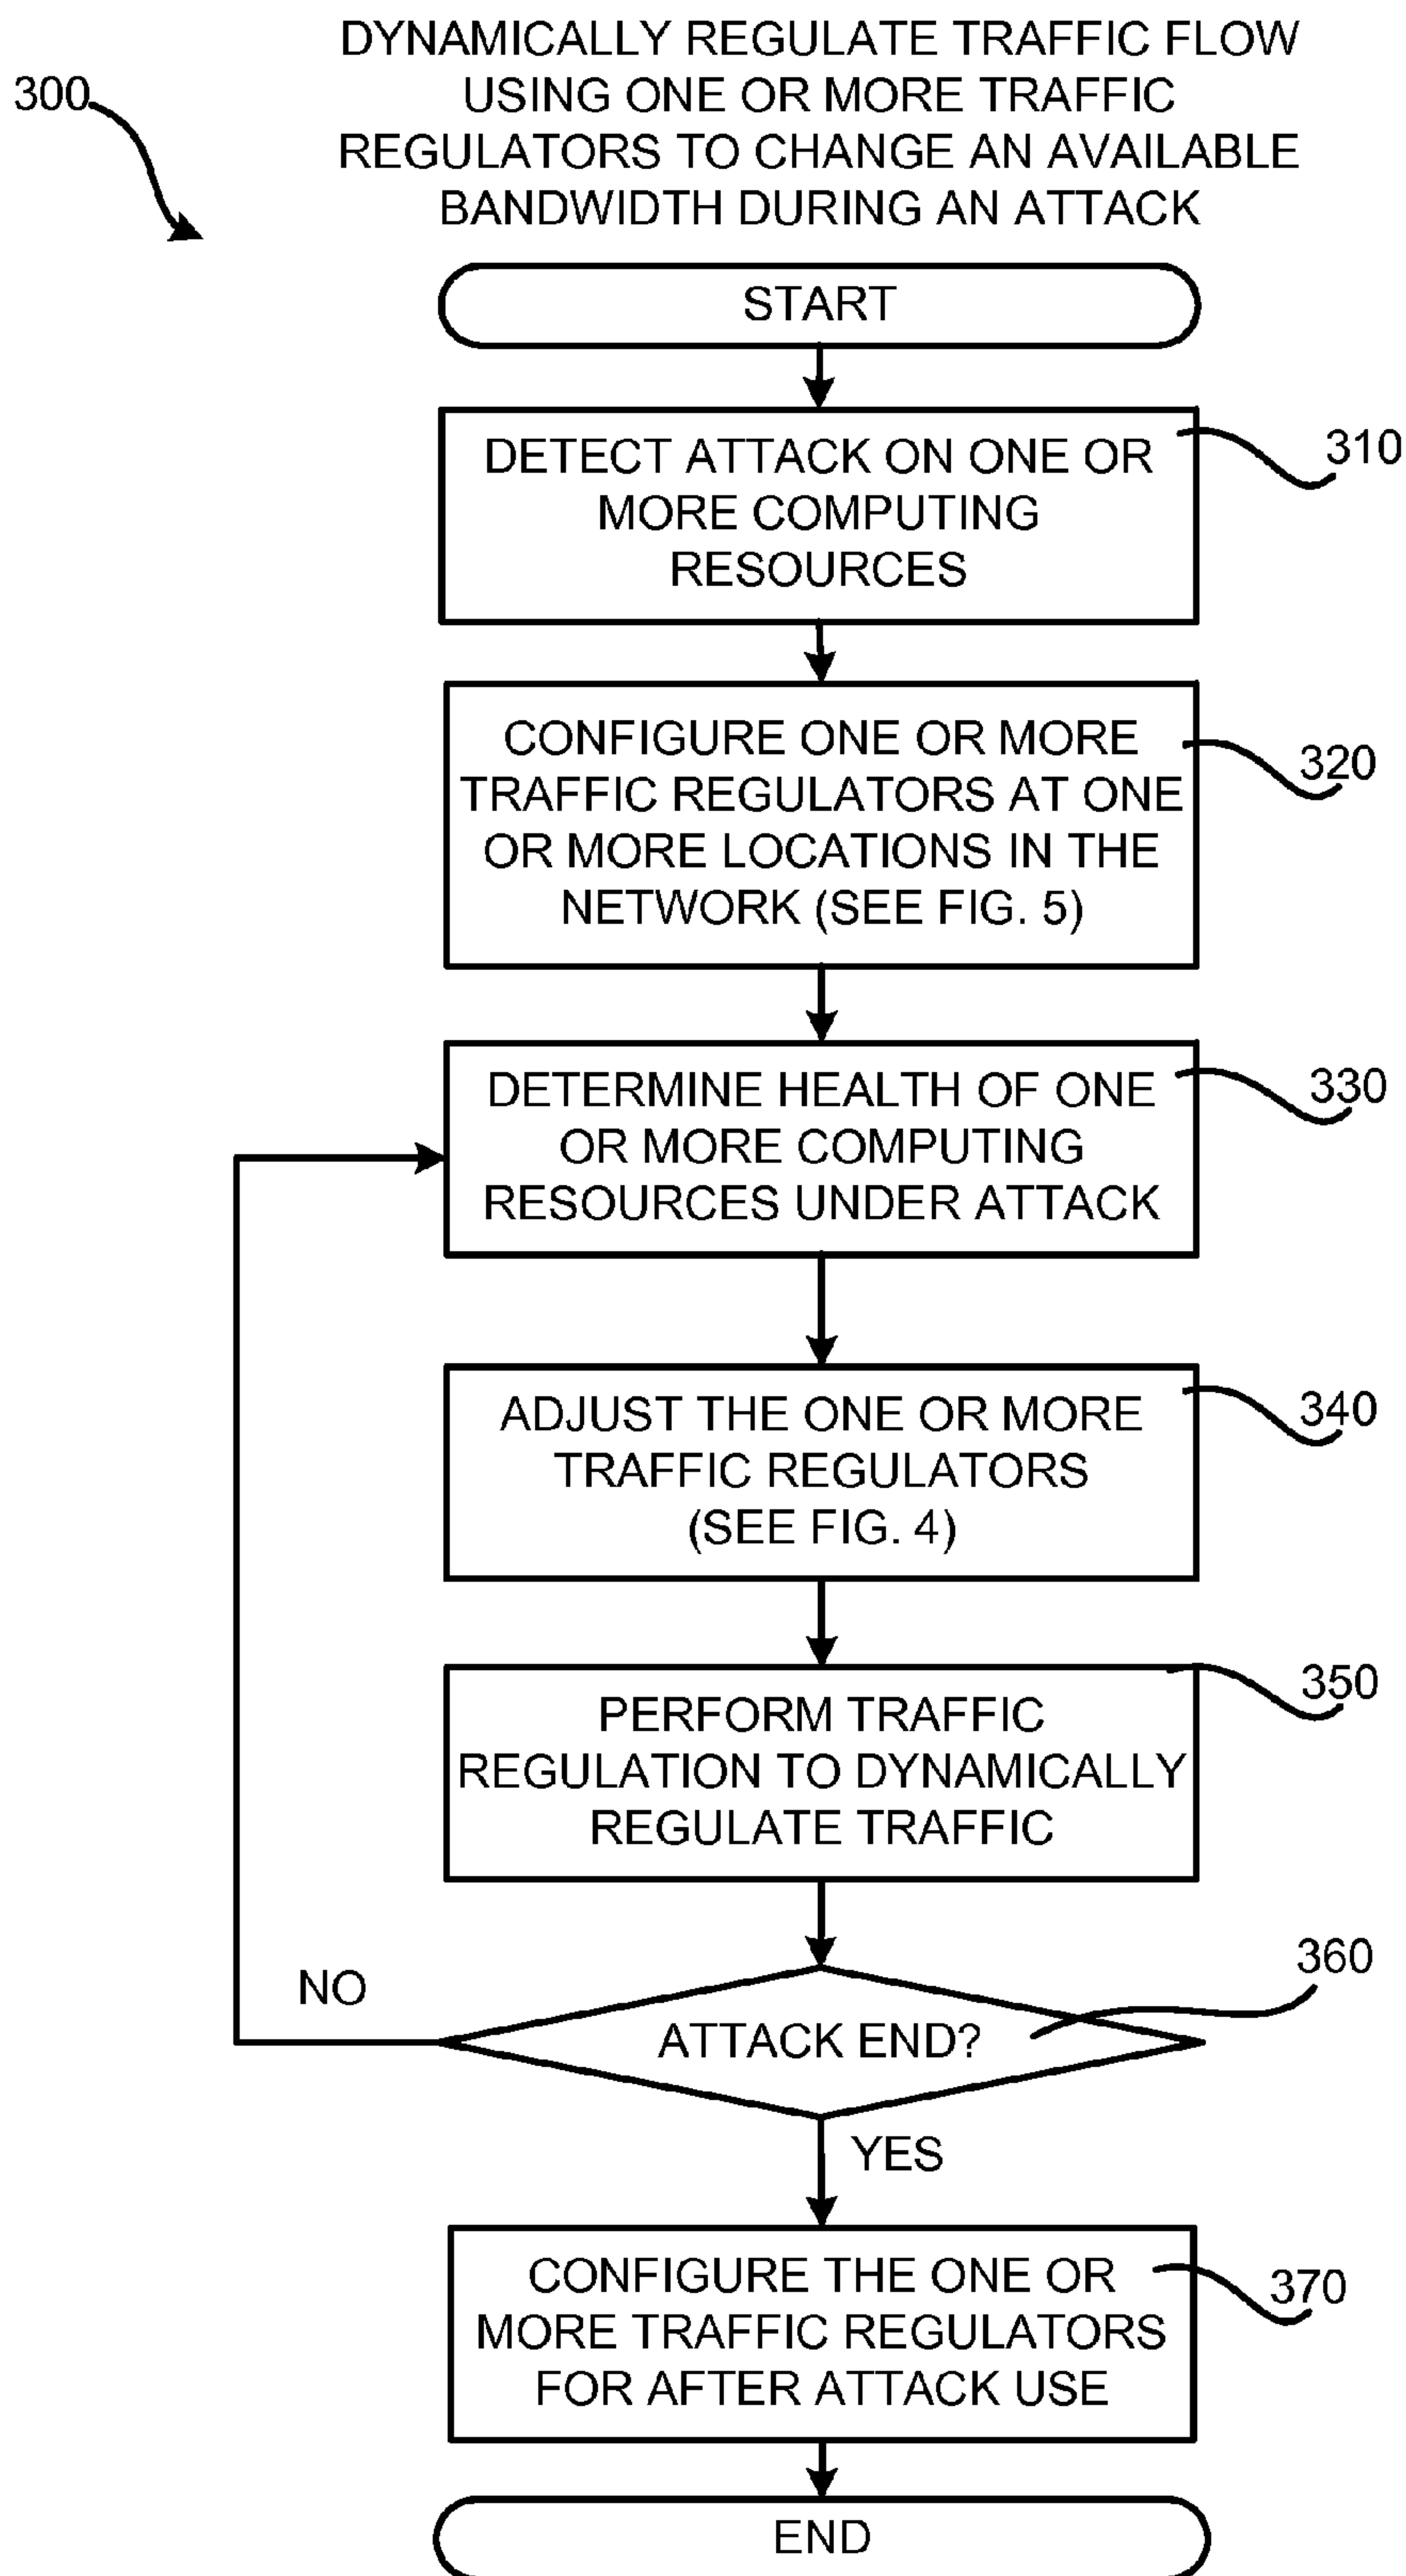 DYNAMICALLY REGULATE TRAFFIC FLOW
USING ONE OR MORE TRAFFIC
REGULATORS TO CHANGE AN AVAILABLE
BANDWIDTH DURING AN ATTACK
300
START
DETECT ATTACK ON ONE OR
MORE COMPUTING
RESOURCES
310
CONFIGURE ONE OR MORE
TRAFFIC REGULATORS AT ONE
OR MORE LOCATIONS IN THE
NETWORK (SEE FIG. 5)
320
DETERMINE HEALTH OF ONE
OR MORE COMPUTING
RESOURCES UNDER ATTACK
330
ADJUST THE ONE OR MORE
TRAFFIC REGULATORS
(SEE FIG. 4)
340
PERFORM TRAFFIC
REGULATION TO DYNAMICALLY
REGULATE TRAFFIC
350
ATTACK END?
360
NO
YES
CONFIGURE THE ONE OR
MORE TRAFFIC REGULATORS
FOR AFTER ATTACK USE
370
END